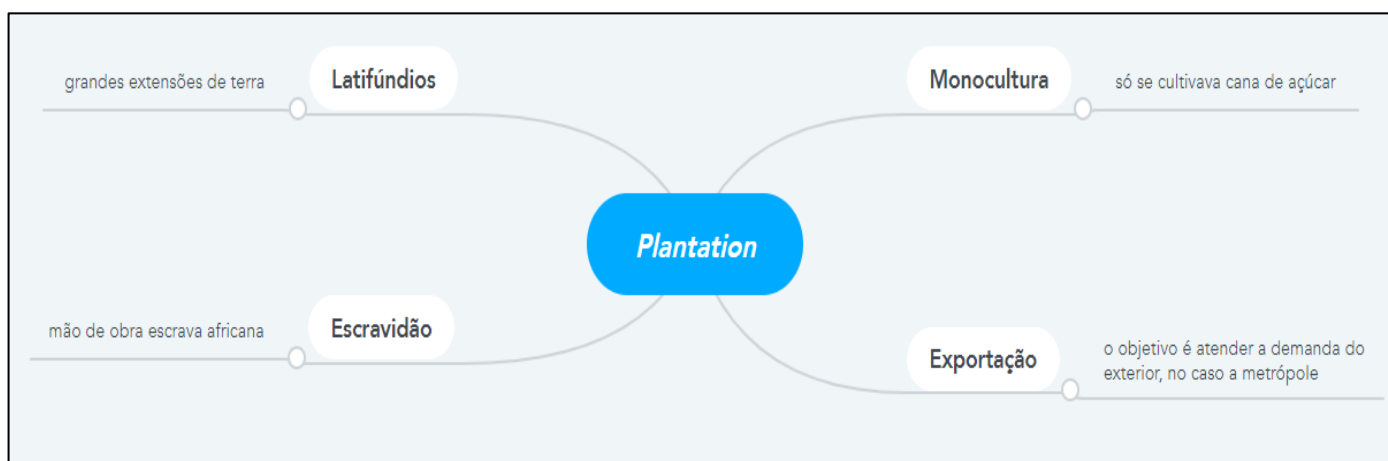 Latifúndios
grandes extensões de terra
Monocultura
só se cultivava cana de açúcar
Plantation
Escravidão
mão de obra escrava africana
Exportação
o objetivo é atender a demanda do
exterior, no caso a metrópole